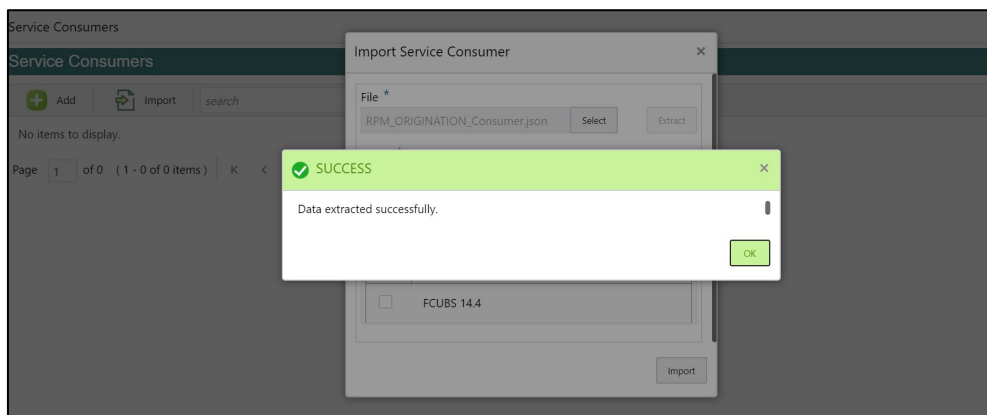 Service Consumers
Service Consumers
Add Import search
No items to display.
Page 1 of 0 ( 1 - 0 of 0 items ) K <
Import Service Consumer ×
File *
RPM_ORIGINATION_Consumer.json Select Extract
SUCCESS ×
Data extracted successfully.
OK
FCUBS 14.4
Import